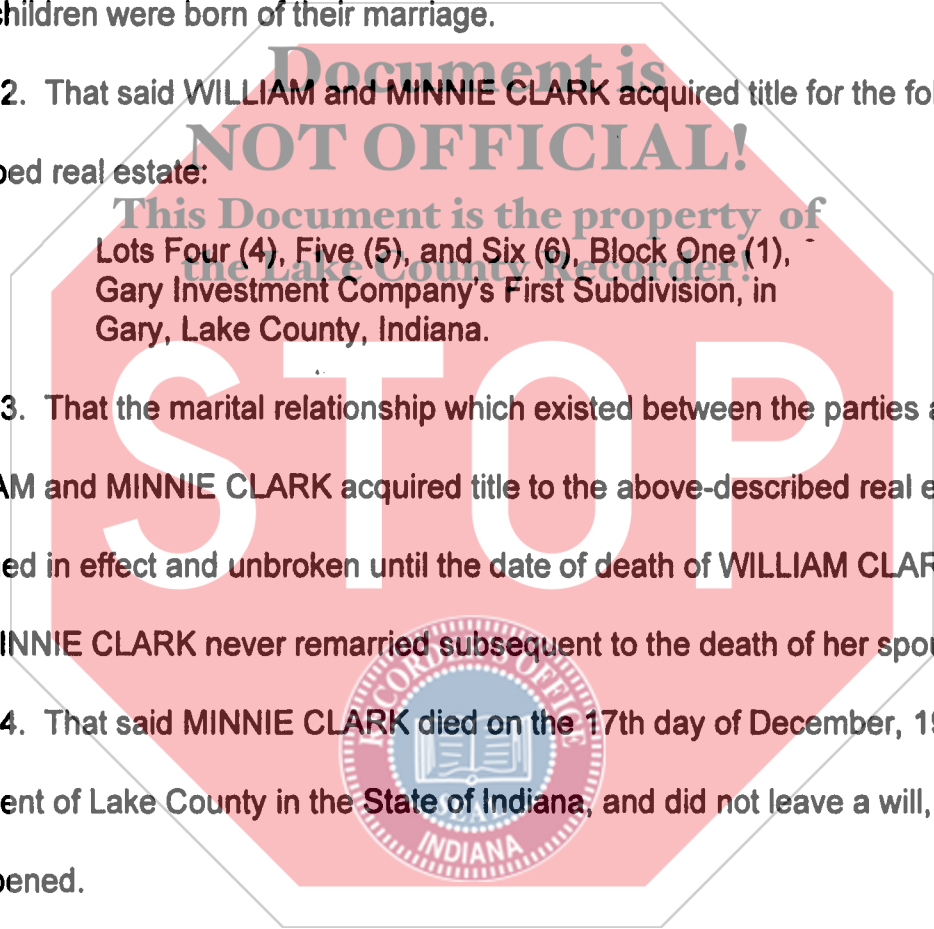 children were born of their marriage.
Document is
2. That said WILLIAM and MINNIE CLARK acquired title for the fol
NOT OFFICIAL!
bed real estate:
This Document is the property of
the Lake County Recorder!
Lots Four (4), Five (5), and Six (6), Block One (1),
Gary Investment Company's First Subdivision, in
Gary, Lake County, Indiana.
STOP
3. That the marital relationship which existed between the parties a
AM and MINNIE CLARK acquired title to the above-described real e
ed in effect and unbroken until the date of death of WILLIAM CLAR
INNIE CLARK never remarried subsequent to the death of her spou
RECORDER'S OFFICE
SEAL
INDIANA
4. That said MINNIE CLARK died on the 17th day of December, 19
ent of Lake County in the State of Indiana, and did not leave a will,
pened.